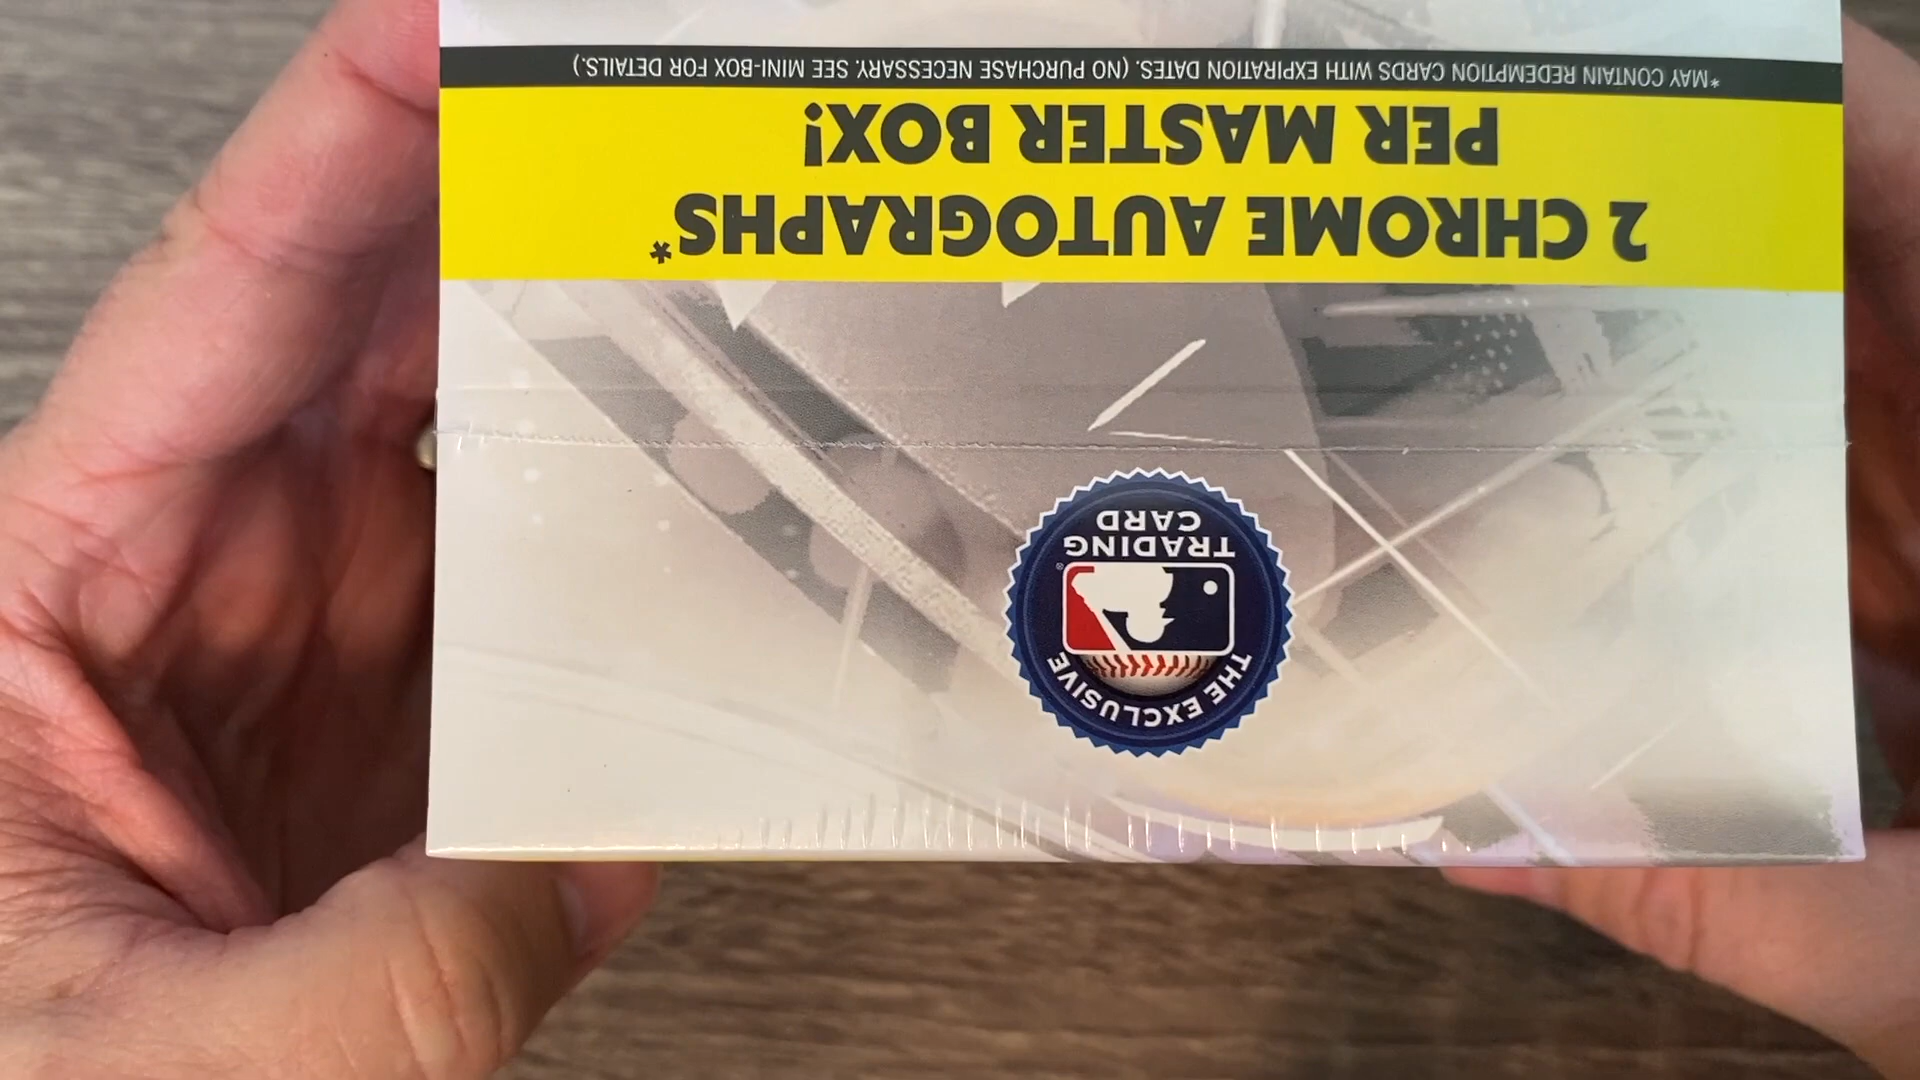 THE EXCLUSIVE
TRADING
CARD
2 CHROME AUTOGRAPHS*
PER MASTER BOX!
*MAY CONTAIN REDEMPTION CARDS WITH EXPIRATION DATES. (NO PURCHASE NECESSARY. SEE MINI-BOX FOR DETAILS.)